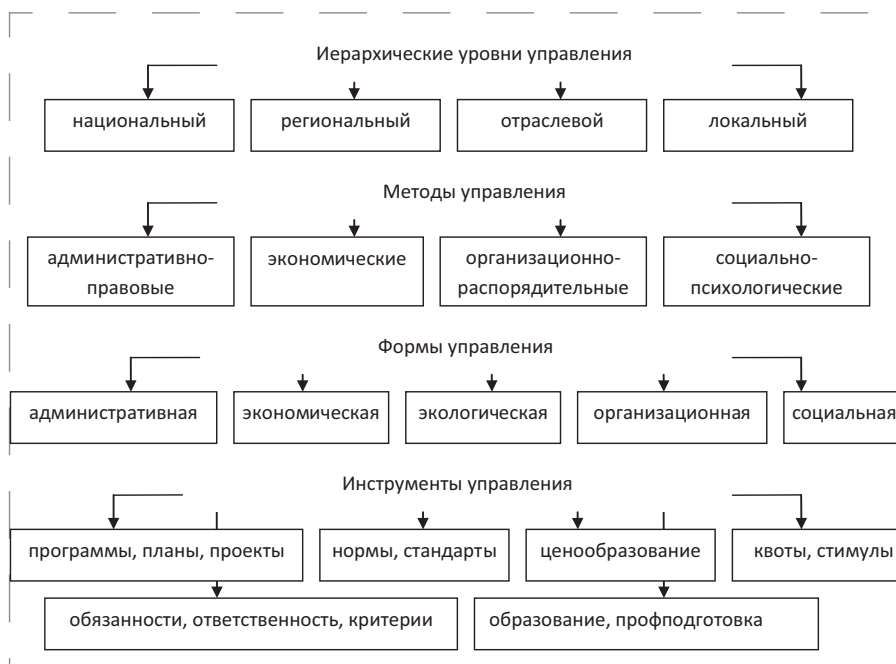 Иерархические уровни управления
национальный
региональный
отраслевой
локальный
Методы управления
административно-
правовые
экономические
организационно-
распорядительные
социально-
психологические
Формы управления
административная
экономическая
экологическая
организационная
социальная
Инструменты управления
программы, планы, проекты
нормы, стандарты
ценообразование
квоты, стимулы
обязанности, ответственность, критерии
образование, профподготовка